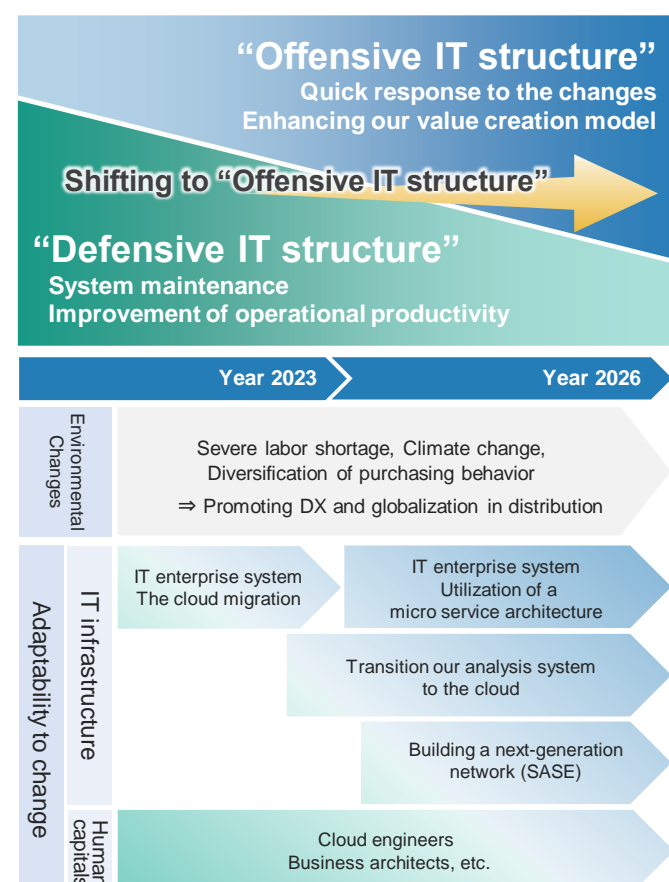 “Offensive IT structure”
Quick response to the changes
Enhancing our value creation model
Shifting to “Offensive IT structure”
“Defensive IT structure”
System maintenance
Improvement of operational productivity
Year 2023
Year 2026
Environmental
Changes
Severe labor shortage, Climate change,
Diversification of purchasing behavior
⇒ Promoting DX and globalization in distribution
Adaptability to change
IT infrastructure
IT enterprise system
The cloud migration
IT enterprise system
Utilization of a
micro service architecture
Transition our analysis system
to the cloud
Building a next-generation
network (SASE)
Human
capitals
Cloud engineers
Business architects, etc.